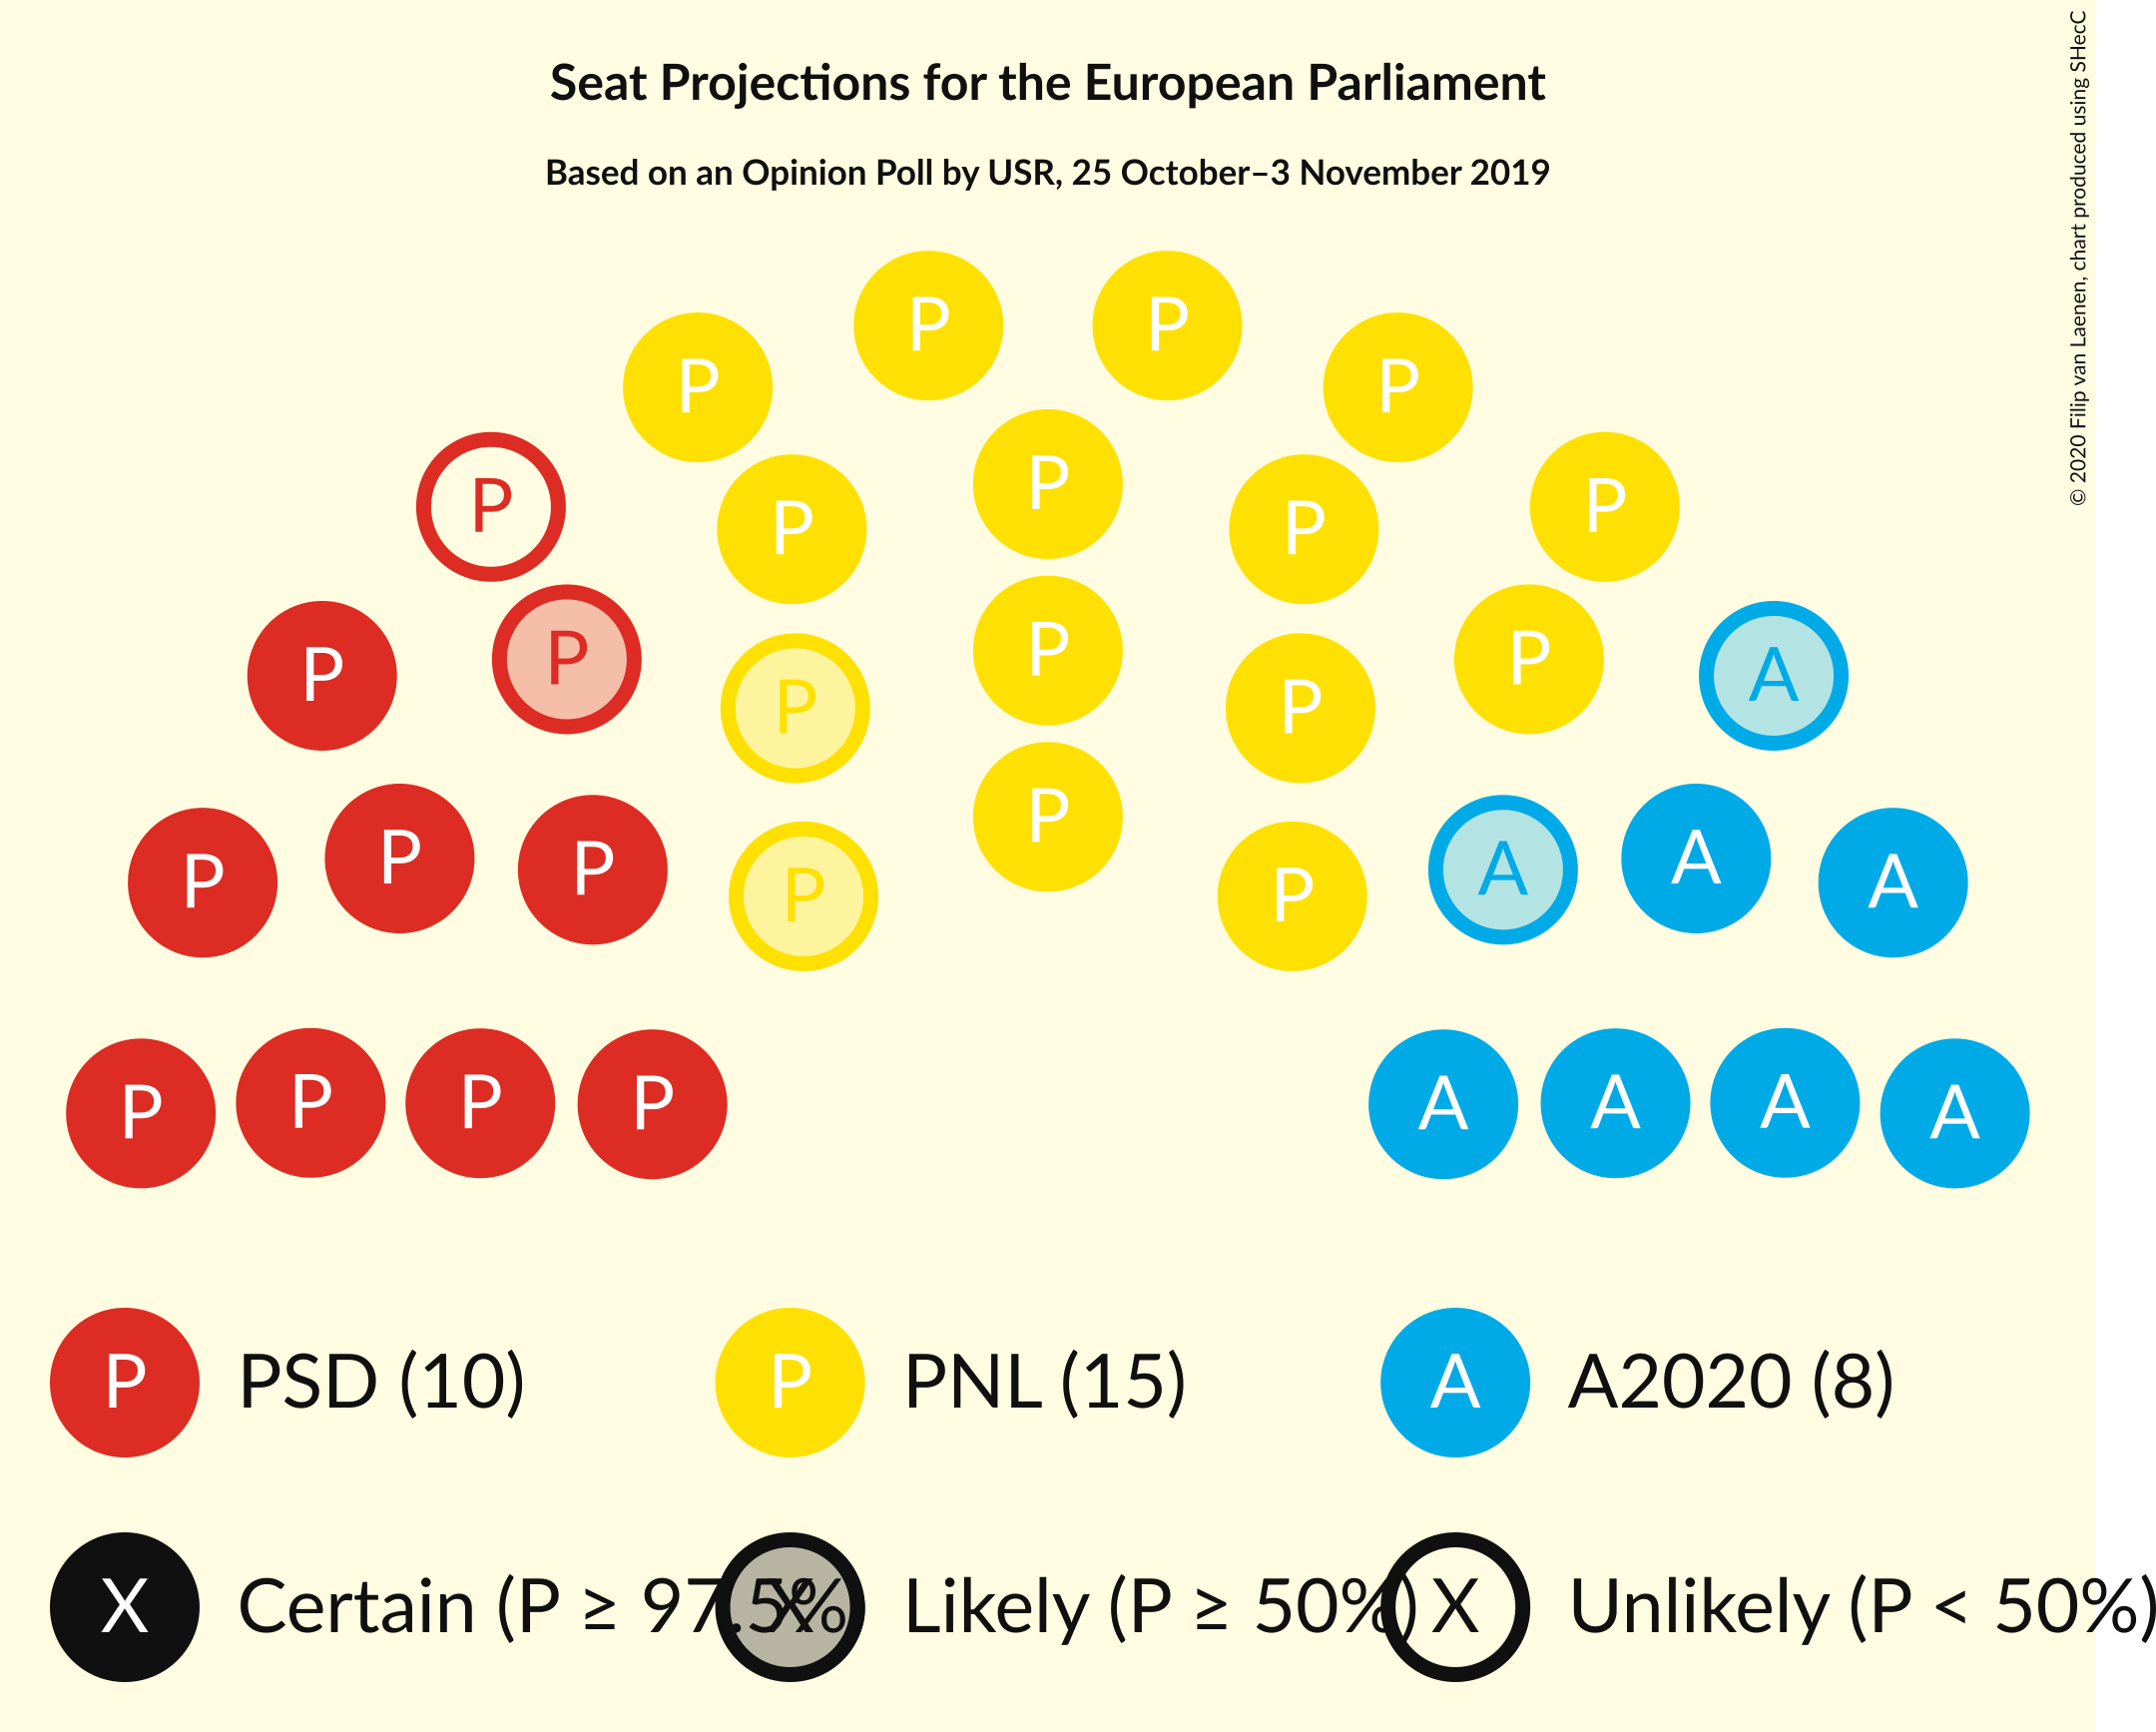 Seat Projections for the European Parliament
Based on an Opinion Poll by USR, 25 October–3 November 2019
© 2020 Filip van Laenen, chart produced using SHecC
P P
P P
P
P P
P P
P P
P P A
P P P
P
P A A
P P P A
P P
P P P A A A
P P P P A A A A
P PSD (10) P PNL (15) A A2020 (8)
X Certain (P ≥ 97.5% X Likely (P ≥ 50%) X Unlikely (P < 50%)